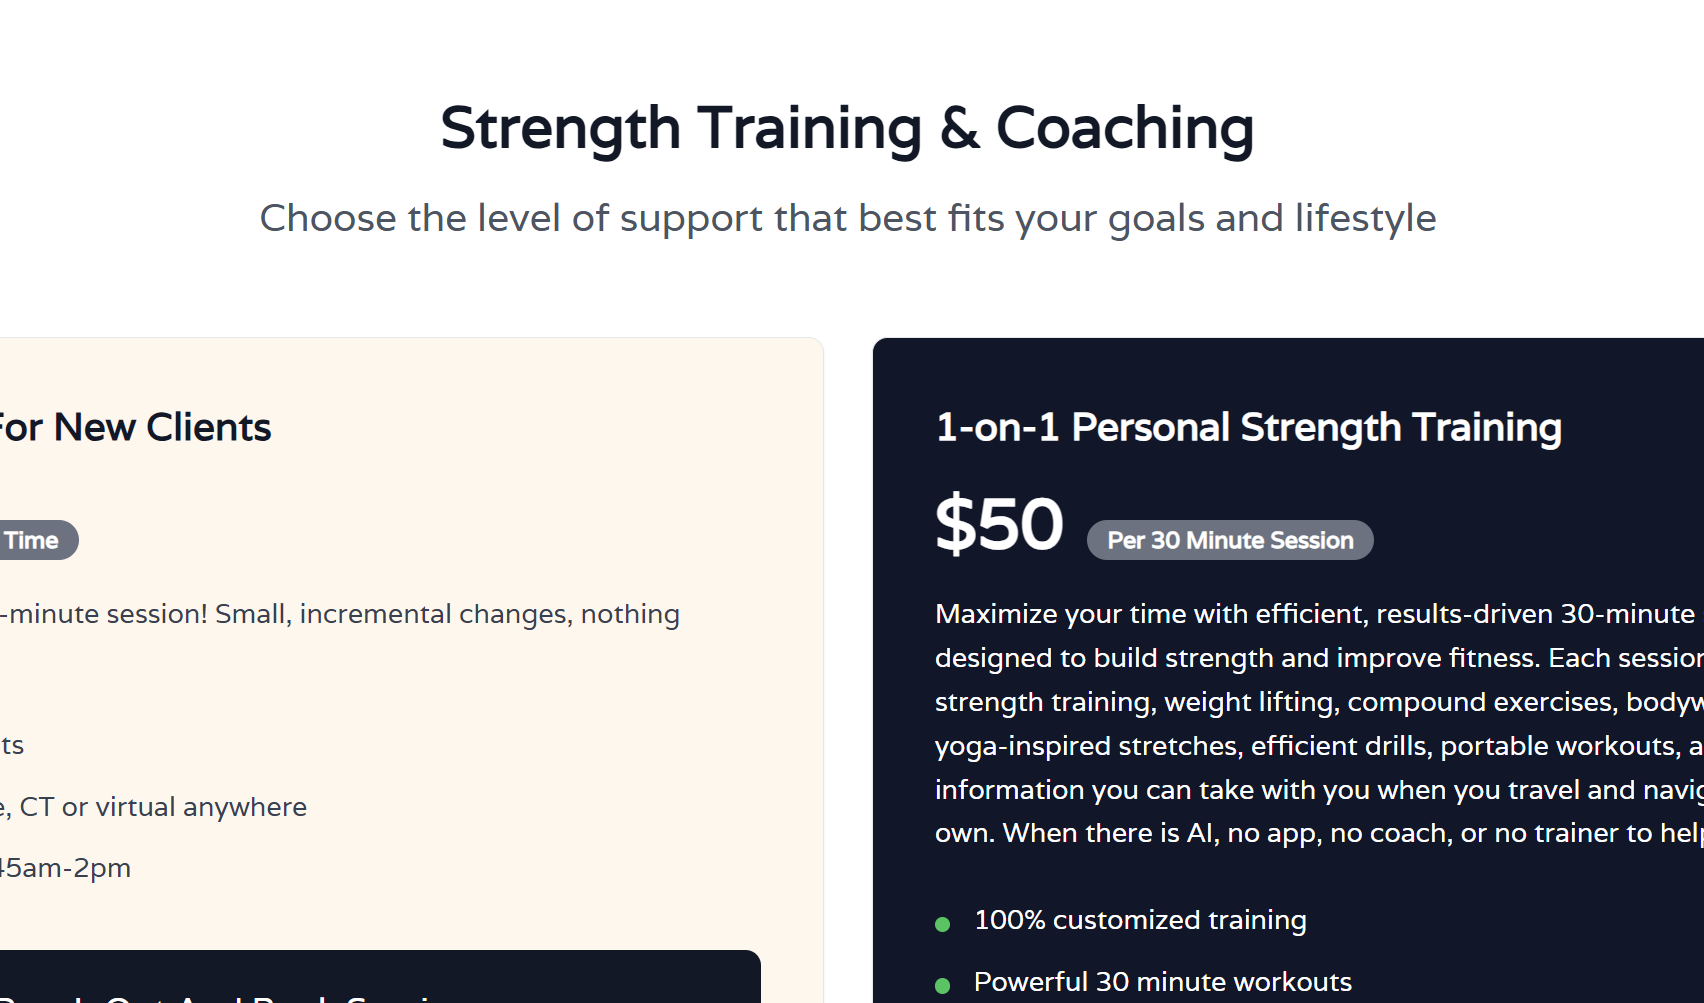 Strength Training & Coaching
Choose the level of support that best fits your goals and lifestyle
For New Clients
Time
-minute session! Small, incremental changes, nothing
ts
e, CT or virtual anywhere
45am-2pm
1-on-1 Personal Strength Training
$50 Per 30 Minute Session
Maximize your time with efficient, results-driven 30-minute
designed to build strength and improve fitness. Each session
strength training, weight lifting, compound exercises, bodyw
yoga-inspired stretches, efficient drills, portable workouts, a
information you can take with you when you travel and navig
own. When there is AI, no app, no coach, or no trainer to help
100% customized training
Powerful 30 minute workouts